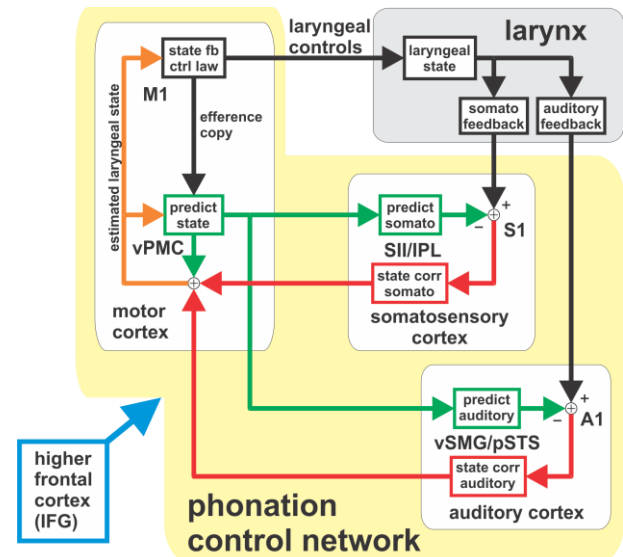 laryngeal
controls
larynx
state fb
ctrl law
M1
laryngeal
state
efference
copy
somato
feedback
auditory
feedback
estimated laryngeal state
predict
state
vPMC
predict
somato
SII/IPL
+
−
S1
state corr
somato
motor
cortex
somatosensory
cortex
predict
auditory
vSMG/pSTS
+
−
A1
state corr
auditory
auditory cortex
higher
frontal
cortex
(IFG)
phonation
control network